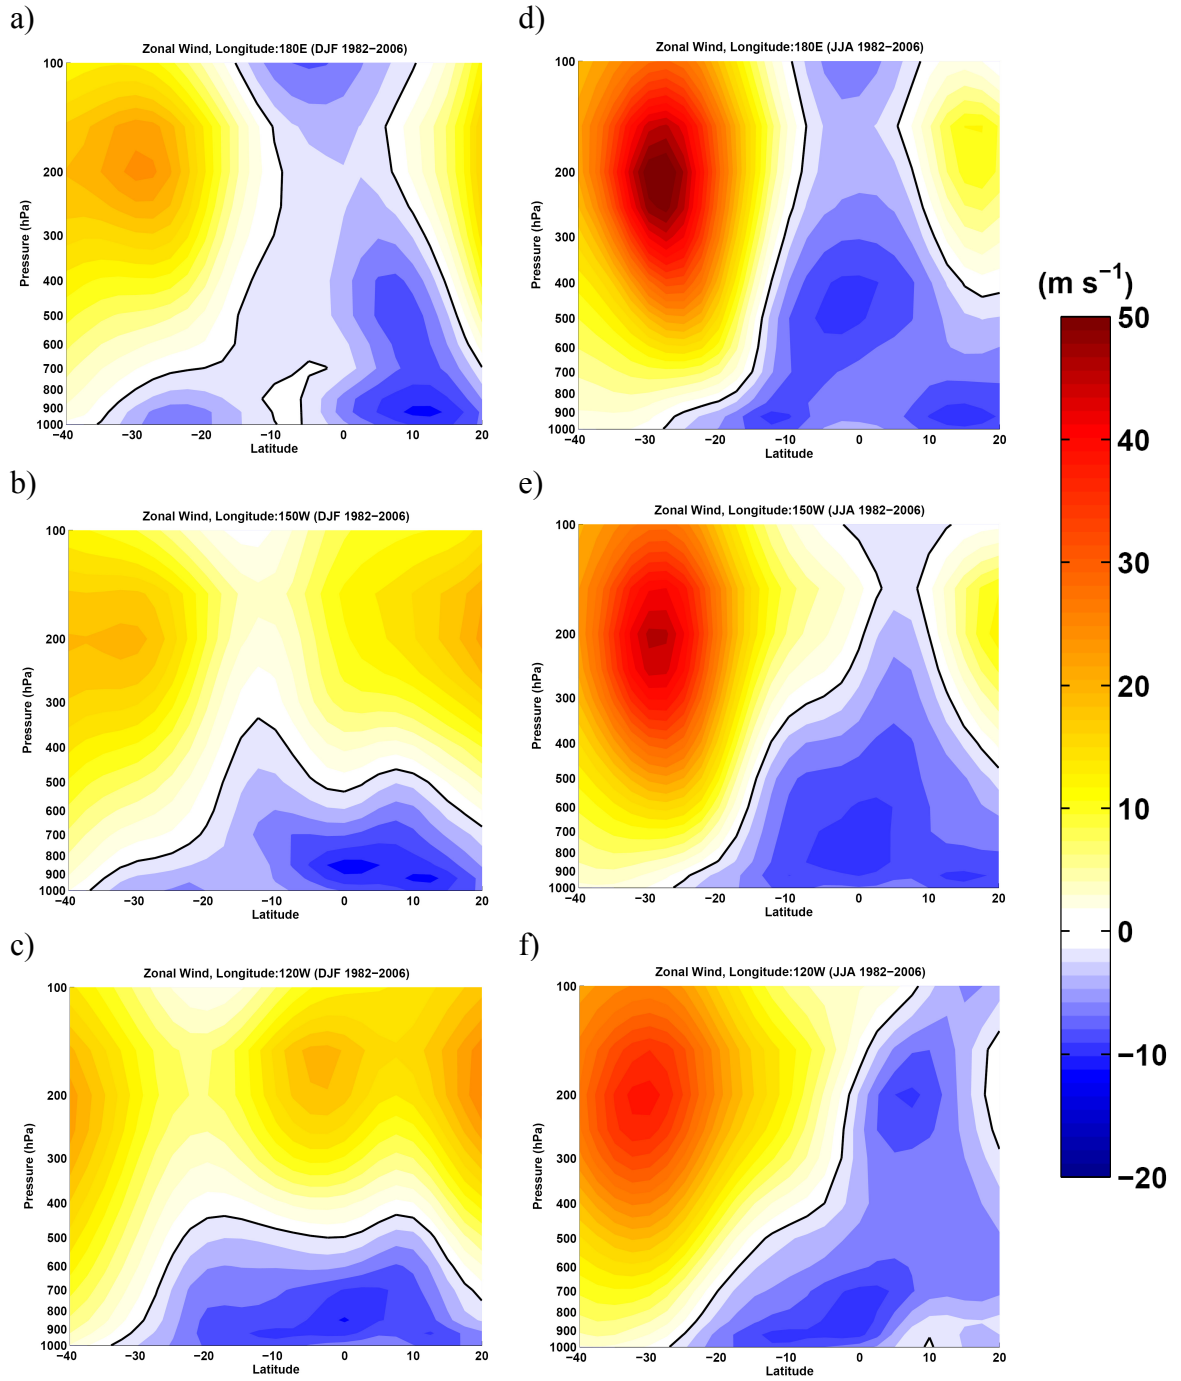 a)
Zonal Wind, Longitude:180E (DJF 1982−2006)
Pressure (hPa)
100
200
300
400
500
600
700
800
900
1000
−40 −30 −20 −10 0 10 20
Latitude
d)
Zonal Wind, Longitude:180E (JJA 1982−2006)
Pressure (hPa)
100
200
300
400
500
600
700
800
900
1000
−40 −30 −20 −10 0 10 20
Latitude
b)
Zonal Wind, Longitude:150W (DJF 1982−2006)
Pressure (hPa)
100
200
300
400
500
600
700
800
900
1000
−40 −30 −20 −10 0 10 20
Latitude
e)
Zonal Wind, Longitude:150W (JJA 1982−2006)
Pressure (hPa)
100
200
300
400
500
600
700
800
900
1000
−40 −30 −20 −10 0 10 20
Latitude
c)
Zonal Wind, Longitude:120W (DJF 1982−2006)
Pressure (hPa)
100
200
300
400
500
600
700
800
900
1000
−40 −30 −20 −10 0 10 20
Latitude
f)
Zonal Wind, Longitude:120W (JJA 1982−2006)
Pressure (hPa)
100
200
300
400
500
600
700
800
900
1000
−40 −30 −20 −10 0 10 20
Latitude
(m s⁻¹)
50
40
30
20
10
0
−10
−20